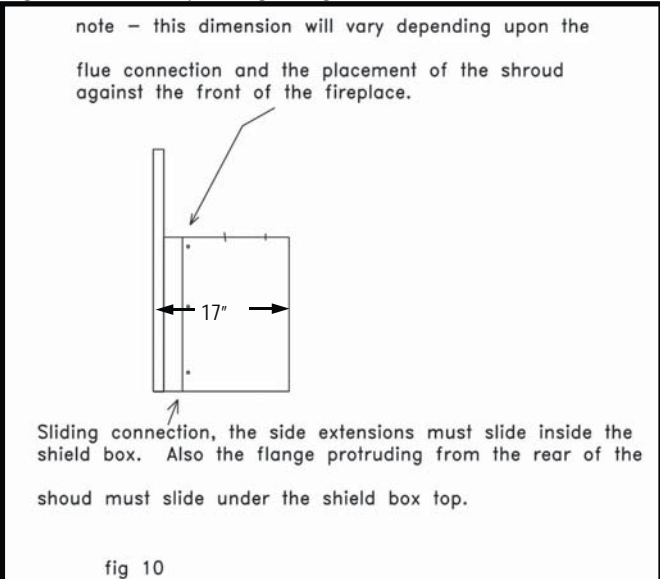 note – this dimension will vary depending upon the
flue connection and the placement of the shroud
against the front of the fireplace.
17"
Sliding connection, the side extensions must slide inside the
shield box. Also the flange protruding from the rear of the
shoud must slide under the shield box top.
fig 10